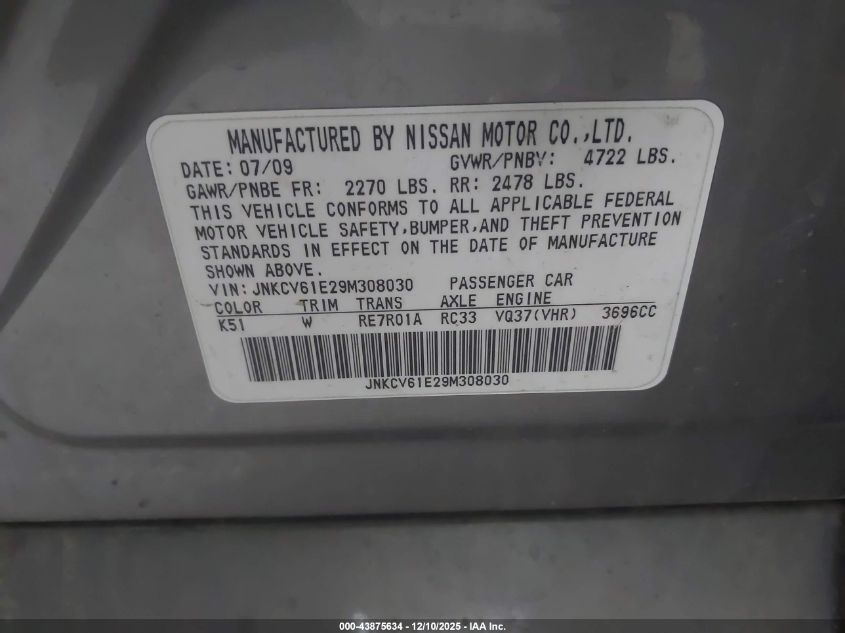 MANUFACTURED BY NISSAN MOTOR CO.,LTD.
DATE: 07/09 GVWR/PNBV: 4722 LBS.
GAWR/PNBE FR: 2270 LBS. RR: 2478 LBS.
THIS VEHICLE CONFORMS TO ALL APPLICABLE FEDERAL
MOTOR VEHICLE SAFETY,BUMPER,AND THEFT PREVENTION
STANDARDS IN EFFECT ON THE DATE OF MANUFACTURE
SHOWN ABOVE.
VIN: JNKCV61E29M308030 PASSENGER CAR
COLOR TRIM TRANS AXLE ENGINE
K51 W RE7R01A RC33 VQ37(VHR) 3696CC
JNKCV61E29M308030
000-43875634 - 12/10/2025 - IAA Inc.